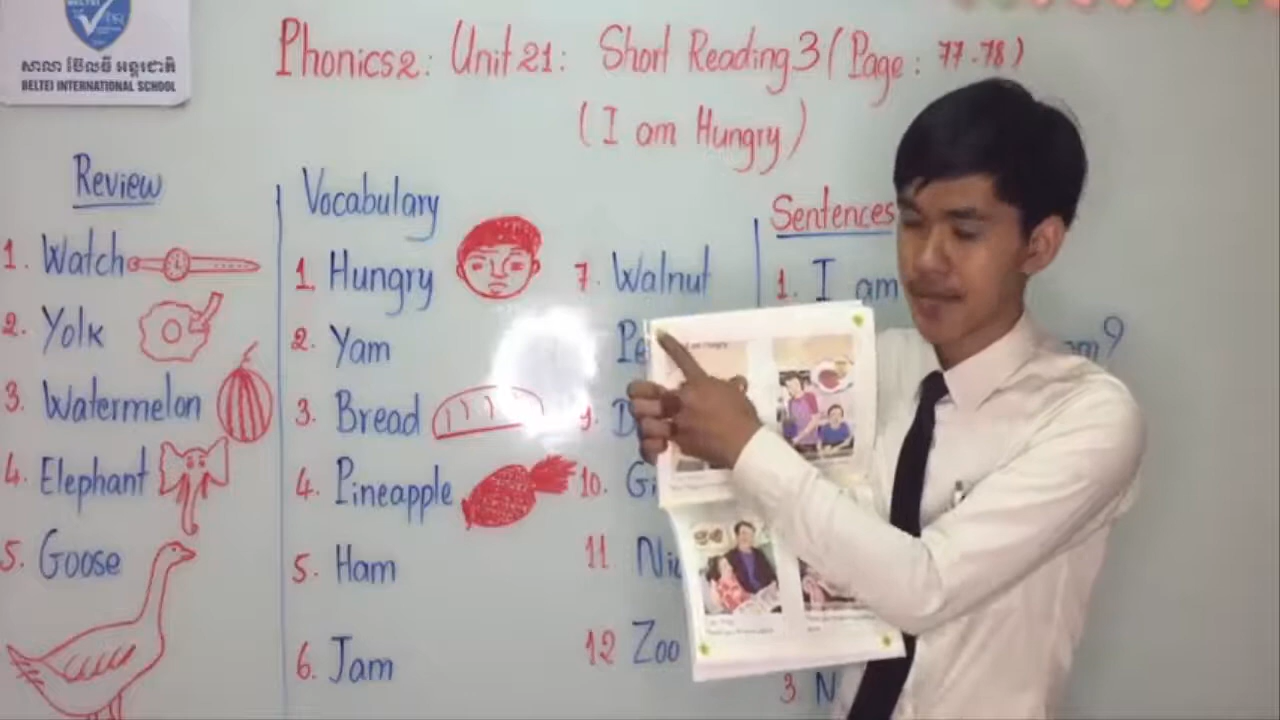 BELTEI
សាលា ប៊ែលធី អន្តរជាតិ
BELTEI INTERNATIONAL SCHOOL
Phonics2: Unit 21: Short Reading 3 (Page: 77-78)
(I am Hungry)
Review
1. Watch
2. Yolk
3. Watermelon
4. Elephant
5. Goose
Vocabulary
1. Hungry
2. Yam
3. Bread
4. Pineapple
5. Ham
6. Jam
7. Walnut
9.
10.
11
12 Zoo
Sentences
1. I am
3